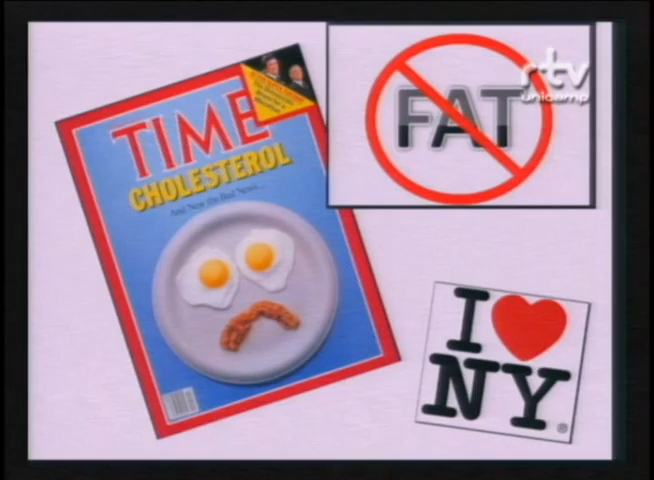 TIME
CHOLESTEROL
And Now the Bad News...
FAT
rtv
unicamp
I
NY
®